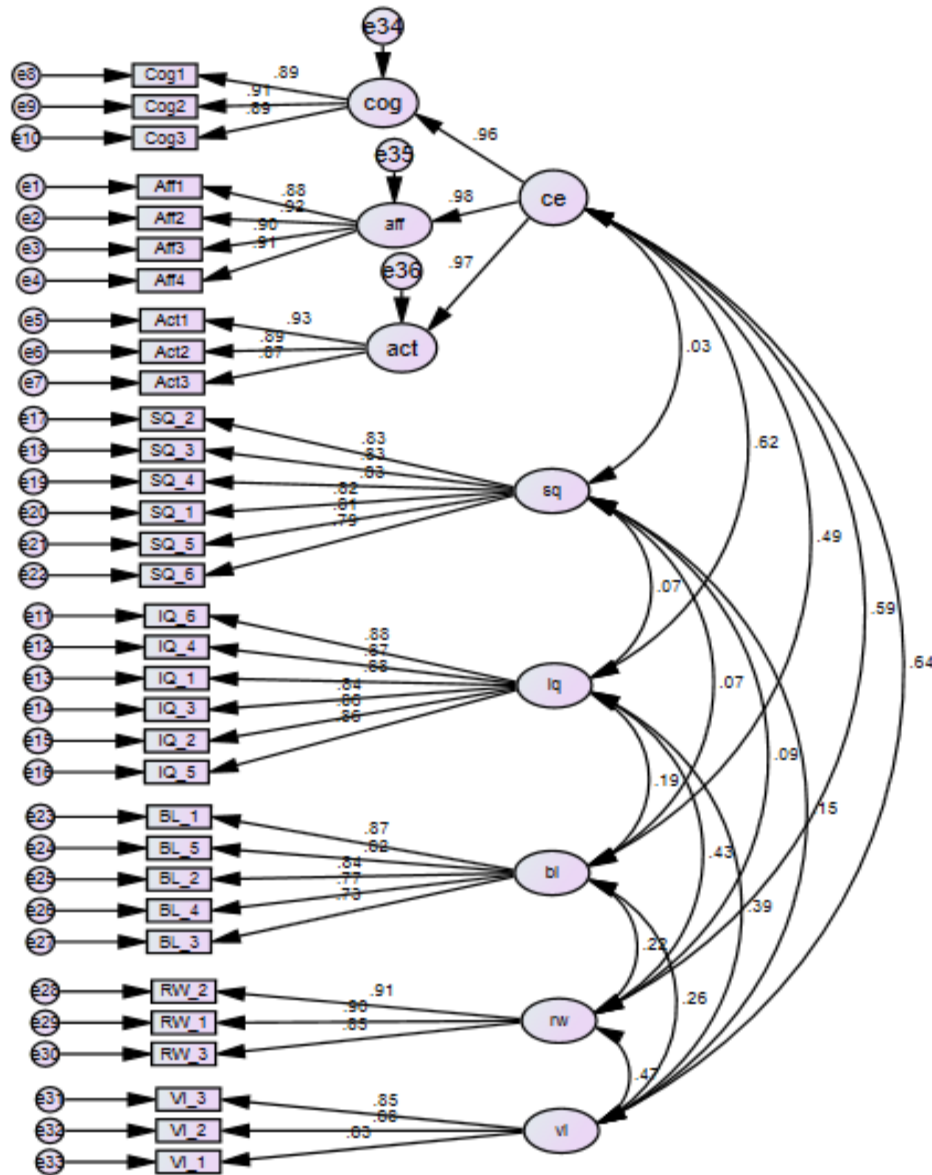 e34
e8 Cog1 .89
e9 Cog2 .91 cog
e10 Cog3 .89
.96
e35
e1 Aff1 .88 ce
e2 Aff2 .92 .98
e3 Aff3 .90 aff
e4 Aff4 .91
.97
e36
e5 Act1 .93
e6 Act2 .89 act
e7 Act3 .87
.03
e17 SQ_2 .83
e18 SQ_3 .83
.62
e19 SQ_4 .83
e20 SQ_1 .82 sq
e21 SQ_5 .81
e22 SQ_6 .79
.49
.07
.59
e11 IQ_6 .88
e12 IQ_4 .87
.64
e13 IQ_1 .88 iq
e14 IQ_3 .84
.07
e15 IQ_2 .86
e16 IQ_5 .86
.19
.09
e23 BL_1 .87
.15
e24 BL_5 .82
.43
e25 BL_2 .84 bl
e26 BL_4 .77
.39
e27 BL_3 .73
.22
e28 RW_2 .91
.26
e29 RW_1 .90 rw
e30 RW_3 .85
.47
e31 VI_3 .85
e32 VI_2 vi
e33 VI_1